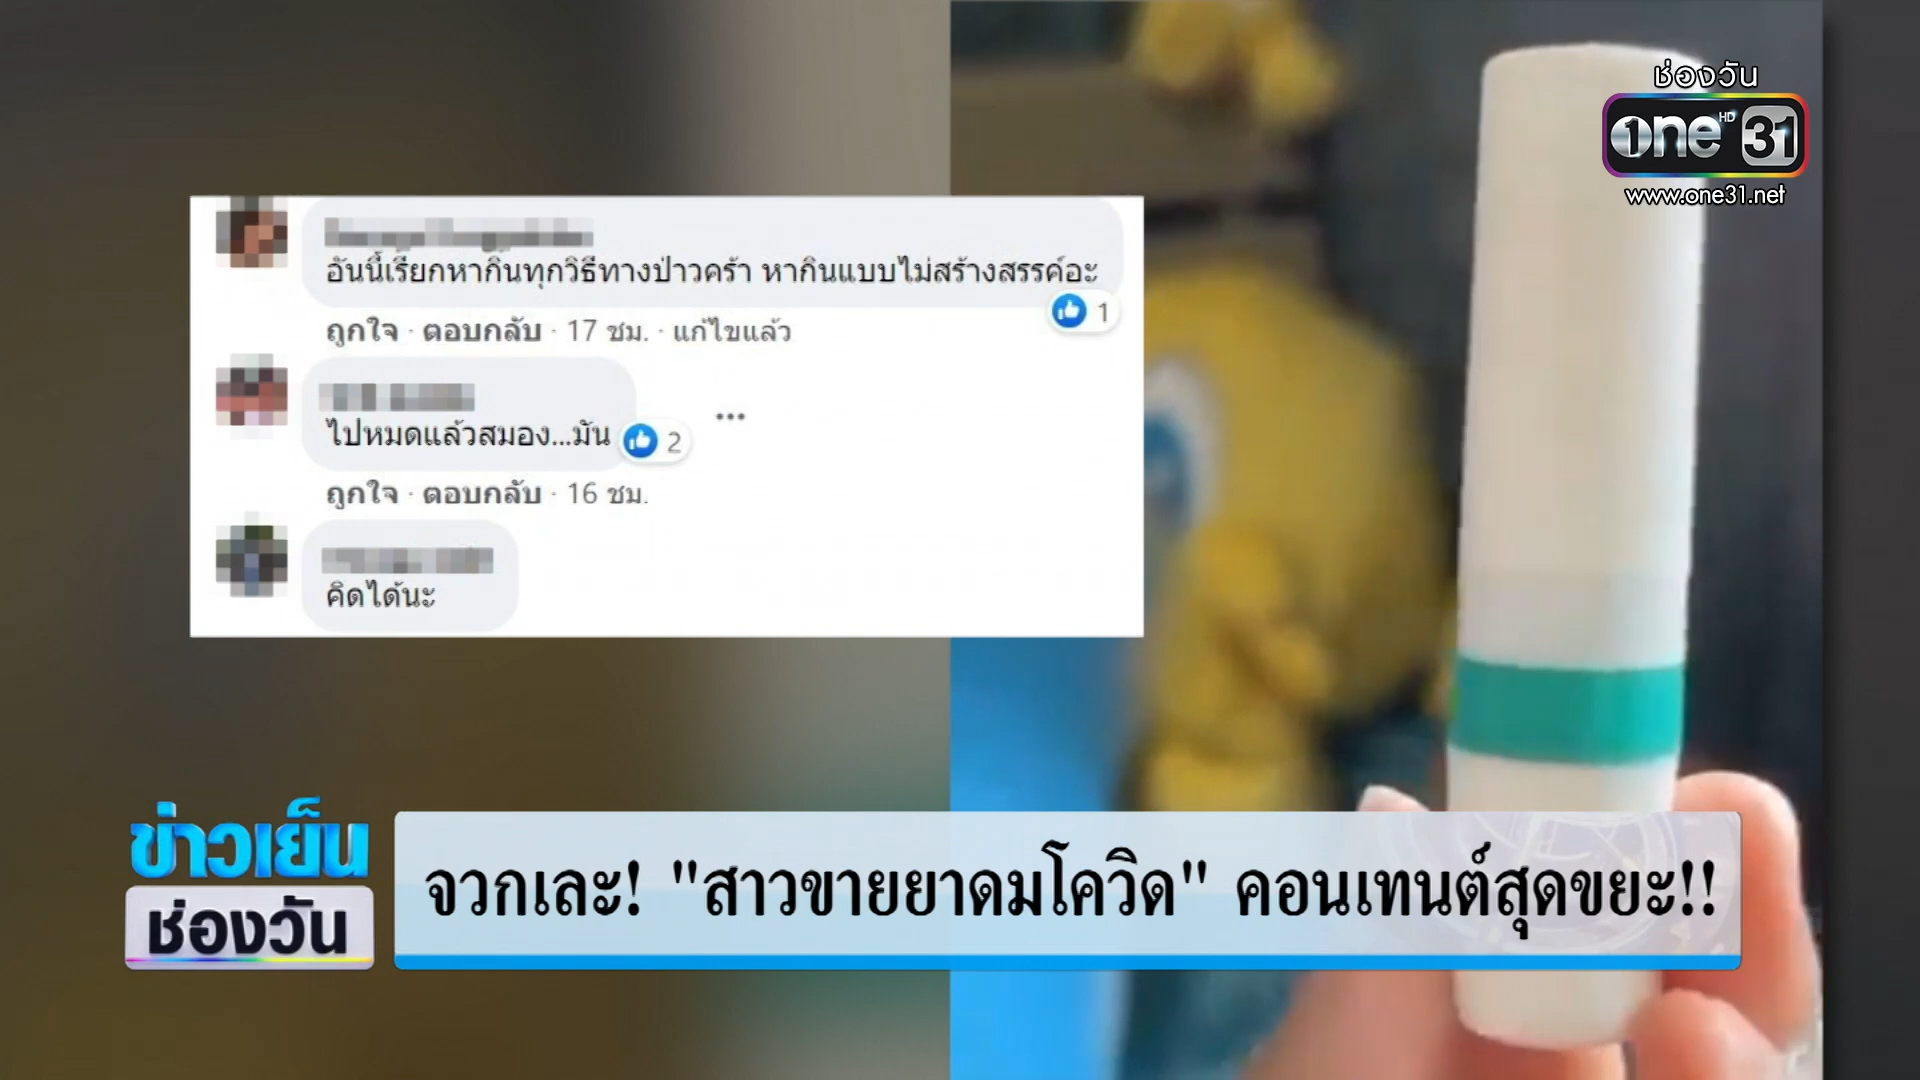 ช่องวัน
one HD 31
www.one31.net
อันนี้เรียกหากินทุกวิธีทางป่าวคร้า หากินแบบไม่สร้างสรรค์อะ
1
ถูกใจ · ตอบกลับ · 17 ชม. · แก้ไขแล้ว
ไปหมดแล้วสมอง...มัน
2
ถูกใจ · ตอบกลับ · 16 ชม.
คิดได้นะ
ข่าวเย็น
ช่องวัน
จวกเละ! "สาวขายยาดมโควิด" คอนเทนต์สุดขยะ!!